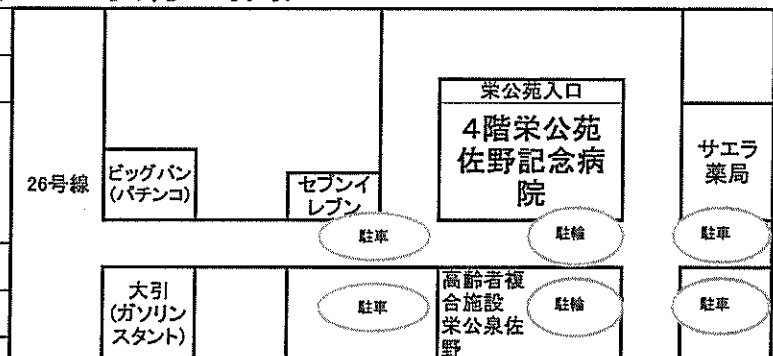 栄公苑入口
4階栄公苑
佐野記念病
院
サエラ
薬局
26号線
ビッグバン
(パチンコ)
セブンイ
レブン
駐車
駐輪
駐車
大引
(ガソリン
スタント)
駐車
高齢者複
合施設
栄公泉佐
野
駐輪
駐車